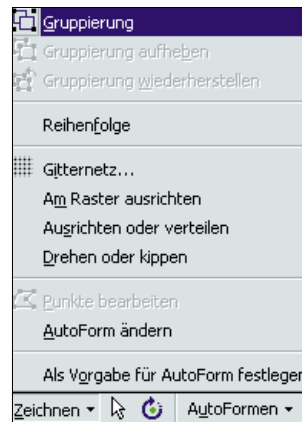 Gruppierung
Gruppierung aufheben
Gruppierung wiederherstellen
Reihenfolge
Gitternetz...
Am Raster ausrichten
Ausrichten oder verteilen
Drehen oder kippen
Punkte bearbeiten
AutoForm ändern
Als Vorgabe für AutoForm festlegen
Zeichnen AutoFormen